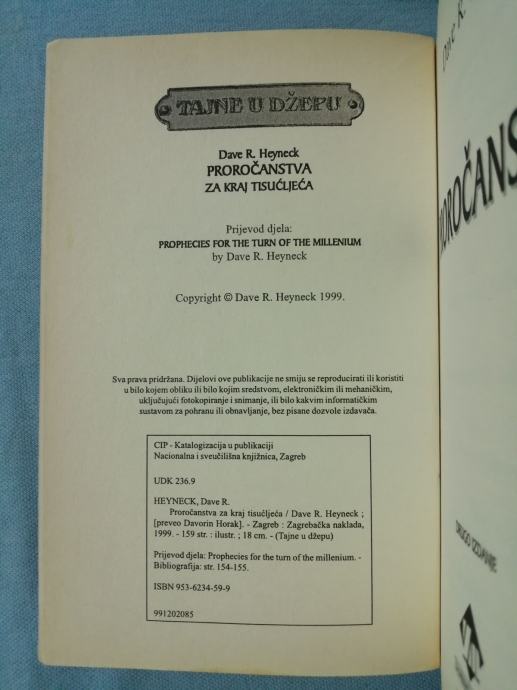 TAJNE U DŽEPU
Dave R. Heyneck
PROROČANSTVA
ZA KRAJ TISUĆLJEĆA
Prijevod djela:
PROPHECIES FOR THE TURN OF THE MILLENIUM
by Dave R. Heyneck
Copyright © Dave R. Heyneck 1999.
Sva prava pridržana. Dijelovi ove publikacije ne smiju se reproducirati ili koristiti
u bilo kojem obliku ili bilo kojim sredstvom, elektroničkim ili mehaničkim,
uključujući fotokopiranje i snimanje, ili bilo kakvim informatičkim
sustavom za pohranu ili obnavljanje, bez pisane dozvole izdavača.
CIP - Katalogizacija u publikaciji
Nacionalna i sveučilišna knjižnica, Zagreb
UDK 236.9
HEYNECK, Dave R.
Proročanstva za kraj tisućljeća / Dave R. Heyneck ;
[preveo Davorin Horak]. - Zagreb : Zagrebačka naklada,
1999. - 159 str. : ilustr. ; 18 cm. - (Tajne u džepu)
Prijevod djela: Prophecies for the turn of the millenium. -
Bibliografija: str. 154-155.
ISBN 953-6234-59-9
991202085
Dave R.
PROROČANS
DRUGO IZDANJE